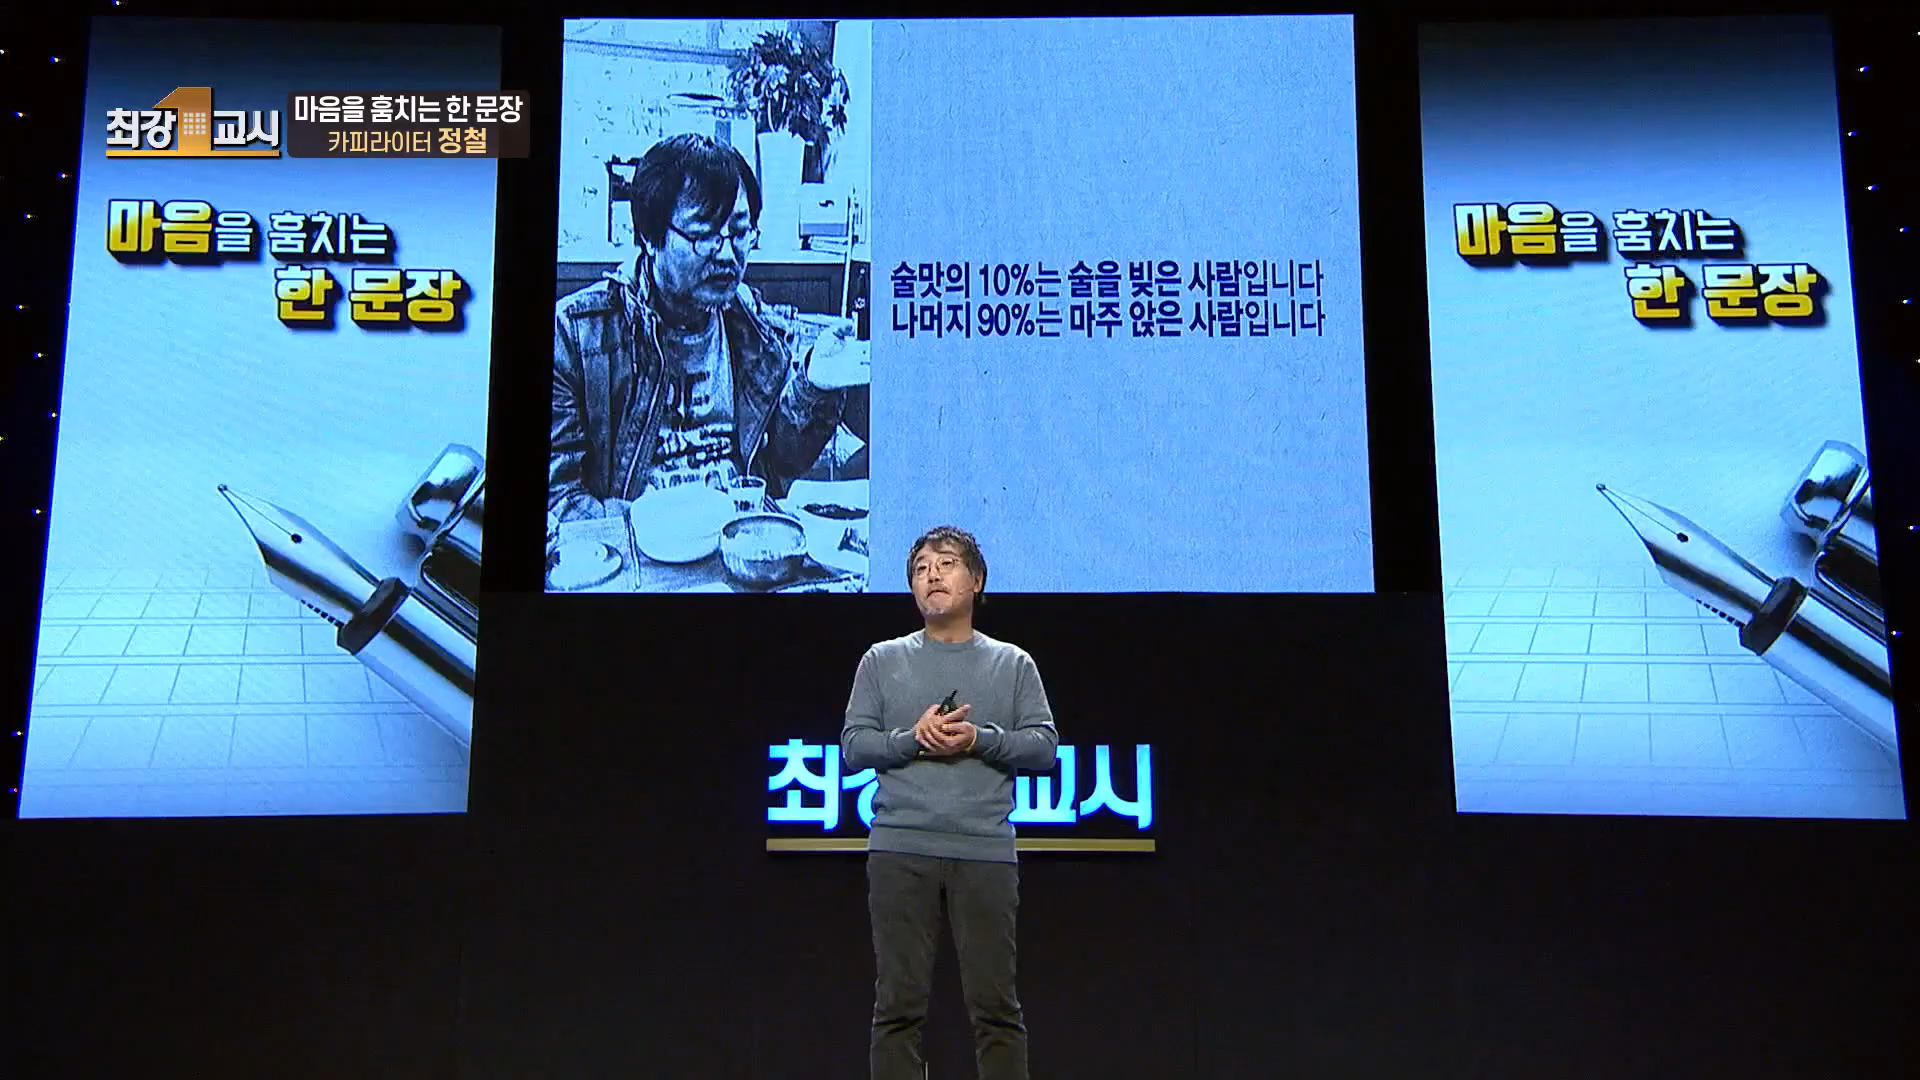 최강1교시
마음을 훔치는 한 문장
카피라이터 정철
마음을 훔치는
한 문장
술맛의 10%는 술을 빚은 사람입니다
나머지 90%는 마주 앉은 사람입니다
마음을 훔치는
한 문장
최강 교시